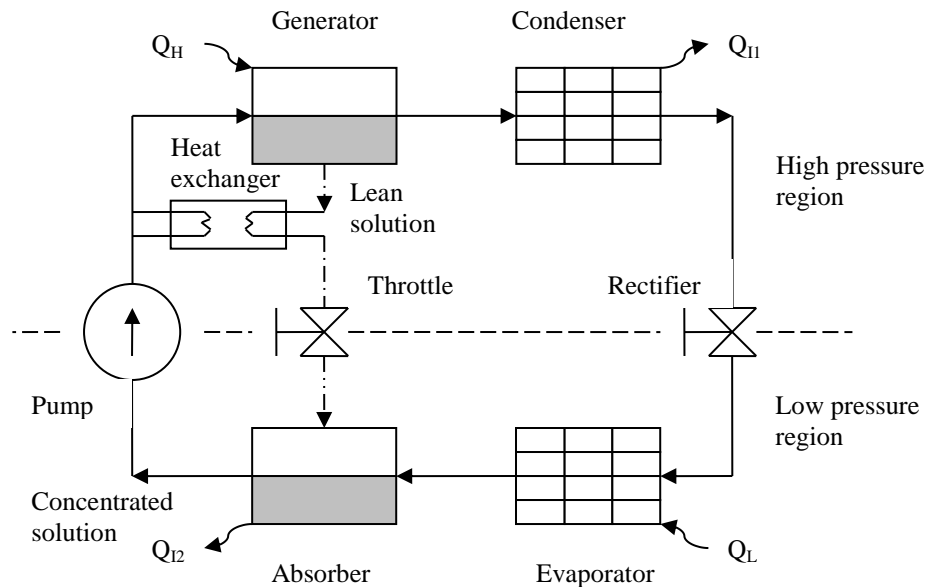 Generator
Condenser
Q_H
Q_I1
Heat
exchanger
Lean
solution
High pressure
region
Throttle
Rectifier
Pump
Low pressure
region
Concentrated
solution
Q_I2
Q_L
Absorber
Evaporator